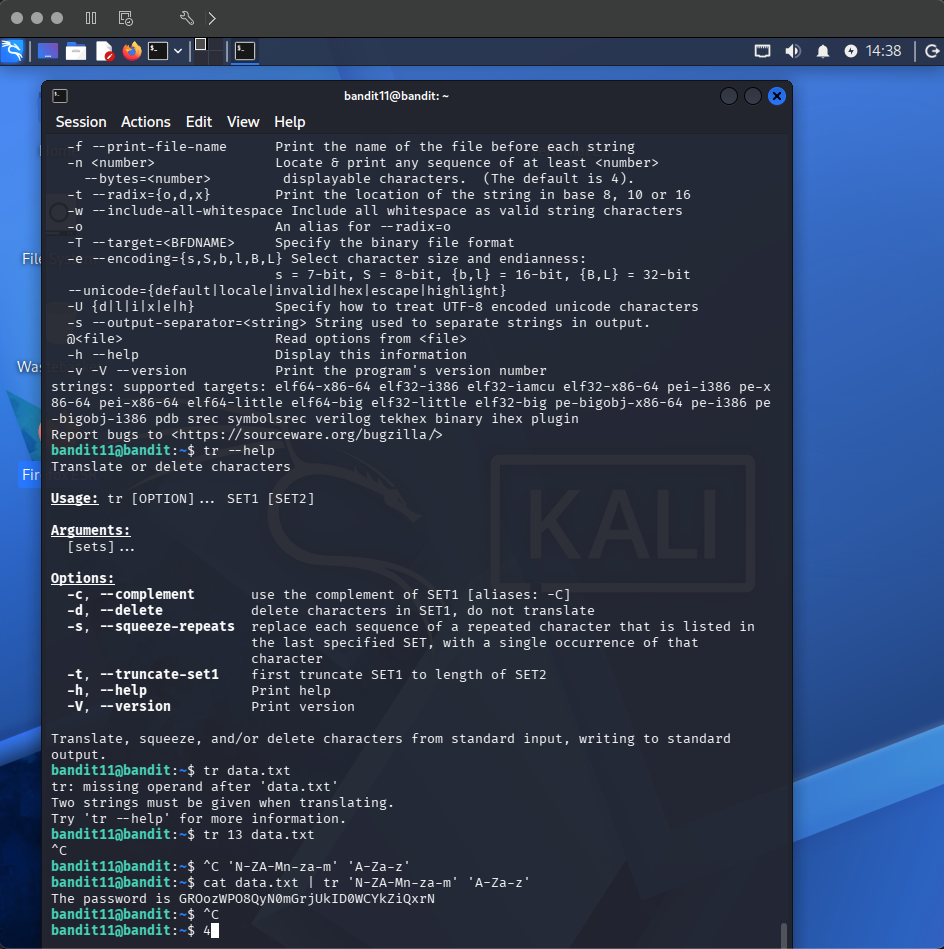 14:38
bandit11@bandit: ~
Session Actions Edit View Help
-f --print-file-name Print the name of the file before each string
-n <number> Locate & print any sequence of at least <number>
--bytes=<number> displayable characters. (The default is 4).
-t --radix={o,d,x} Print the location of the string in base 8, 10 or 16
-w --include-all-whitespace Include all whitespace as valid string characters
-o An alias for --radix=o
-T --target=<BFDNAME> Specify the binary file format
-e --encoding={s,S,b,l,B,L} Select character size and endianness:
s = 7-bit, S = 8-bit, {b,l} = 16-bit, {B,L} = 32-bit
--unicode={default|locale|invalid|hex|escape|highlight}
-U {d|l|i|x|e|h} Specify how to treat UTF-8 encoded unicode characters
-s --output-separator=<string> String used to separate strings in output.
@<file> Read options from <file>
-h --help Display this information
-v -V --version Print the program's version number
strings: supported targets: elf64-x86-64 elf32-i386 elf32-iamcu elf32-x86-64 pei-i386 pe-x
86-64 pei-x86-64 elf64-little elf64-big elf32-little elf32-big pe-bigobj-x86-64 pe-i386 pe
-bigobj-i386 pdb srec symbolsrec verilog tekhex binary ihex plugin
Report bugs to <https://sourceware.org/bugzilla/>
bandit11@bandit:~$ tr --help
Translate or delete characters
Usage: tr [OPTION]... SET1 [SET2]
Arguments:
[sets]...
Options:
-c, --complement use the complement of SET1 [aliases: -C]
-d, --delete delete characters in SET1, do not translate
-s, --squeeze-repeats replace each sequence of a repeated character that is listed in
the last specified SET, with a single occurrence of that
character
-t, --truncate-set1 first truncate SET1 to length of SET2
-h, --help Print help
-V, --version Print version
Translate, squeeze, and/or delete characters from standard input, writing to standard
output.
bandit11@bandit:~$ tr data.txt
tr: missing operand after 'data.txt'
Two strings must be given when translating.
Try 'tr --help' for more information.
bandit11@bandit:~$ tr 13 data.txt
^C
bandit11@bandit:~$ ^C 'N-ZA-Mn-za-m' 'A-Za-z'
bandit11@bandit:~$ cat data.txt | tr 'N-ZA-Mn-za-m' 'A-Za-z'
The password is GROozWPO8QyN0mGrjUkID0WCYkZiQxrN
bandit11@bandit:~$ ^C
bandit11@bandit:~$ 4
KALI